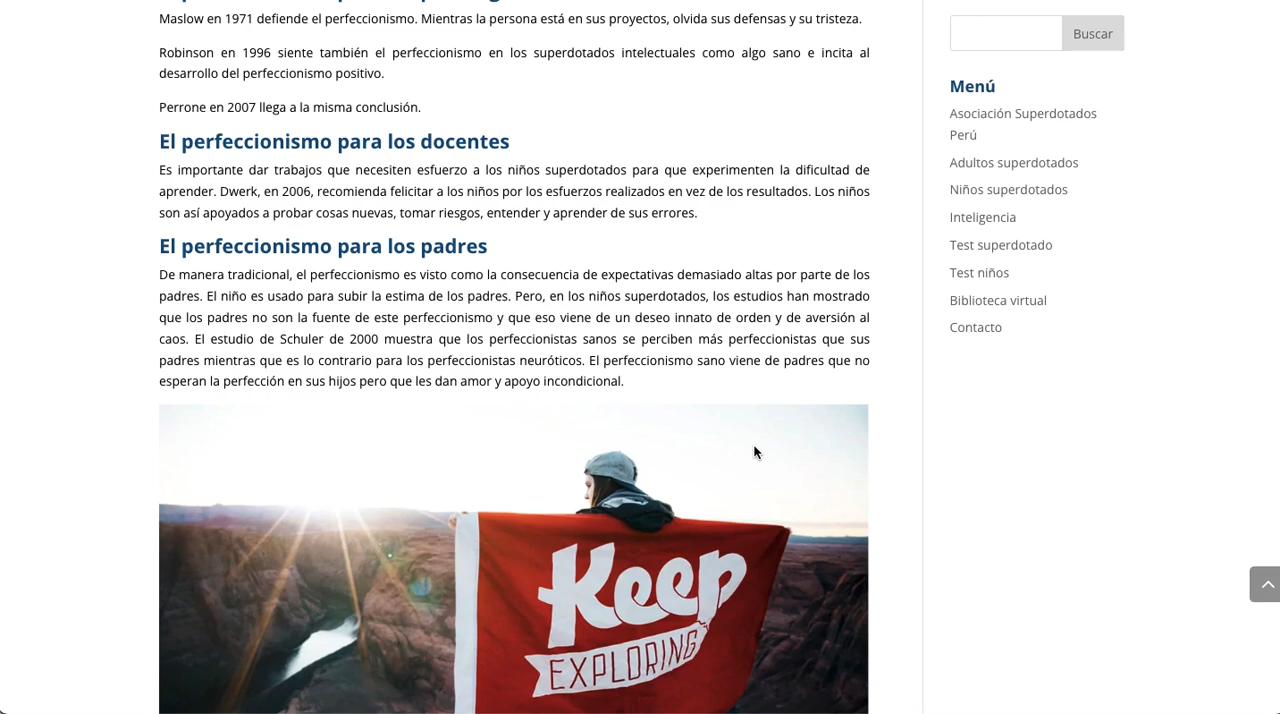 Maslow en 1971 defiende el perfeccionismo. Mientras la persona está en sus proyectos, olvida sus defensas y su tristeza.
Robinson en 1996 siente también el perfeccionismo en los superdotados intelectuales como algo sano e incita al
desarrollo del perfeccionismo positivo.
Perrone en 2007 llega a la misma conclusión.
El perfeccionismo para los docentes
Es importante dar trabajos que necesiten esfuerzo a los niños superdotados para que experimenten la dificultad de
aprender. Dwerk, en 2006, recomienda felicitar a los niños por los esfuerzos realizados en vez de los resultados. Los niños
son así apoyados a probar cosas nuevas, tomar riesgos, entender y aprender de sus errores.
El perfeccionismo para los padres
De manera tradicional, el perfeccionismo es visto como la consecuencia de expectativas demasiado altas por parte de los
padres. El niño es usado para subir la estima de los padres. Pero, en los niños superdotados, los estudios han mostrado
que los padres no son la fuente de este perfeccionismo y que eso viene de un deseo innato de orden y de aversión al
caos. El estudio de Schuler de 2000 muestra que los perfeccionistas sanos se perciben más perfeccionistas que sus
padres mientras que es lo contrario para los perfeccionistas neuróticos. El perfeccionismo sano viene de padres que no
esperan la perfección en sus hijos pero que les dan amor y apoyo incondicional.
Keep
EXPLORING
Buscar
Menú
Asociación Superdotados
Perú
Adultos superdotados
Niños superdotados
Inteligencia
Test superdotado
Test niños
Biblioteca virtual
Contacto